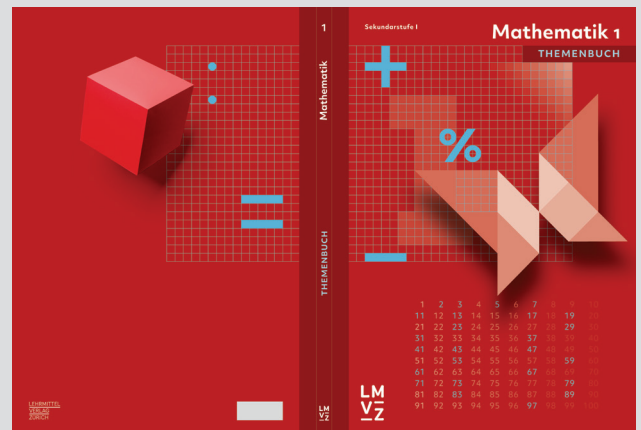 LEHRMITTEL
VERLAG
ZÜRICH
:
=
1
Mathematik
THEMENBUCH
LM
VZ
Sekundarstufe I
Mathematik 1
THEMENBUCH
+
%
−
1 2 3 4 5 6 7 8 9 10
11 12 13 14 15 16 17 18 19 20
21 22 23 24 25 26 27 28 29 30
31 32 33 34 35 36 37 38 39 40
41 42 43 44 45 46 47 48 49 50
51 52 53 54 55 56 57 58 59 60
61 62 63 64 65 66 67 68 69 70
71 72 73 74 75 76 77 78 79 80
81 82 83 84 85 86 87 88 89 90
91 92 93 94 95 96 97 98 99 100
LM
VZ